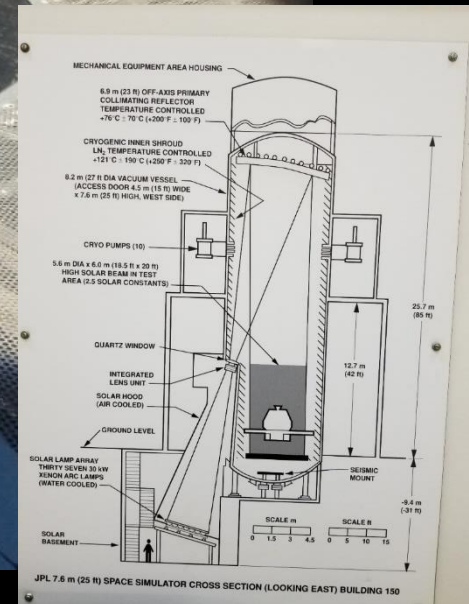 MECHANICAL EQUIPMENT AREA HOUSING
6.9 m (23 ft) OFF-AXIS PRIMARY
COLLIMATING REFLECTOR
TEMPERATURE CONTROLLED
+76°C ± 70°C (+200°F ± 100°F)
CRYOGENIC INNER SHROUD
LN2 TEMPERATURE CONTROLLED
+121°C ± 190°C (+250°F ± 320°F)
8.2 m (27 ft DIA VACUUM VESSEL
(ACCESS DOOR 4.5 m (15 ft) WIDE
x 7.6 m (25 ft) HIGH, WEST SIDE)
CRYO PUMPS (10)
5.6 m DIA x 6.0 m (18.5 ft x 20 ft)
HIGH SOLAR BEAM IN TEST
AREA (2.5 SOLAR CONSTANTS)
25.7 m
(85 ft)
12.7 m
(42 ft)
QUARTZ WINDOW
INTEGRATED
LENS UNIT
SOLAR HOOD
(AIR COOLED)
GROUND LEVEL
SOLAR LAMP ARRAY
THIRTY SEVEN 30 kW
XENON ARC LAMPS
(WATER COOLED)
SEISMIC
MOUNT
-9.4 m
(-31 ft)
SCALE m
0 1.5 3 4.5
SCALE ft
0 5 10 15
SOLAR
BASEMENT
JPL 7.6 m (25 ft) SPACE SIMULATOR CROSS SECTION (LOOKING EAST) BUILDING 150